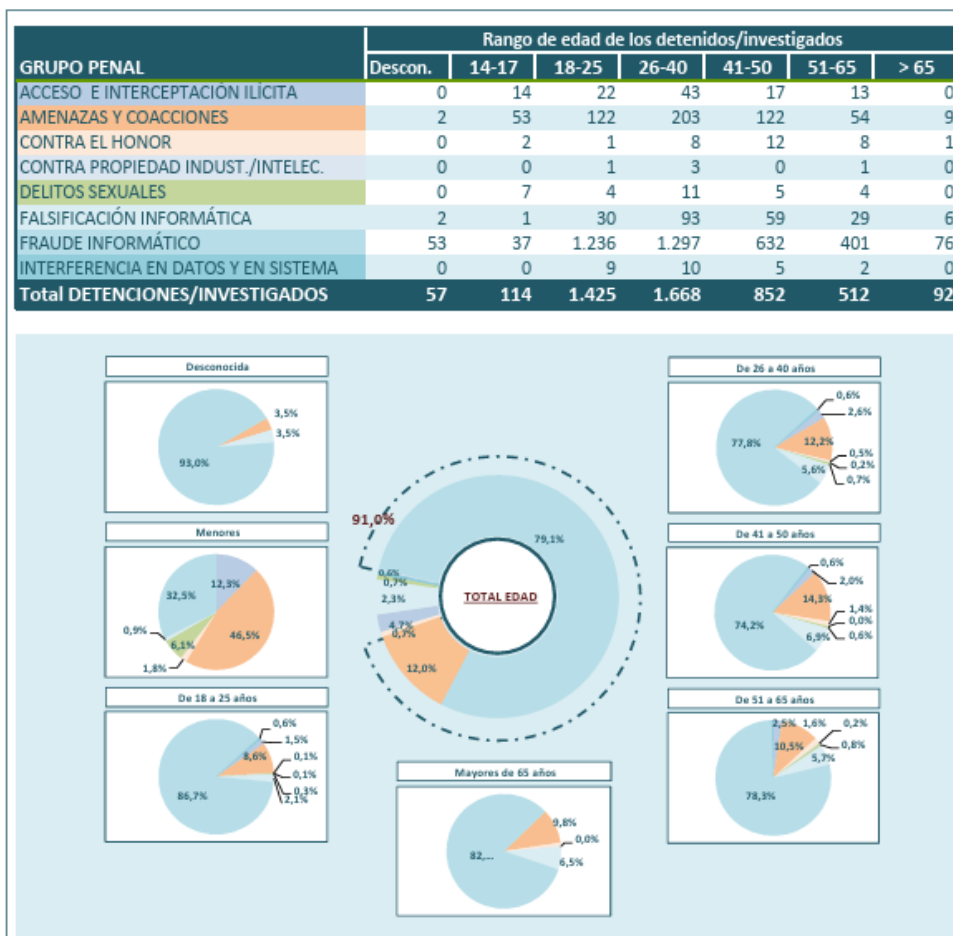 Rango de edad de los detenidos/investigados
GRUPO PENAL Descon. 14-17 18-25 26-40 41-50 51-65 > 65
ACCESO E INTERCEPTACIÓN ILÍCITA 0 14 22 43 17 13 0
AMENAZAS Y COACCIONES 2 53 122 203 122 54 9
CONTRA EL HONOR 0 2 1 8 12 8 1
CONTRA PROPIEDAD INDUST./INTELEC. 0 0 1 3 0 1 0
DELITOS SEXUALES 0 7 4 11 5 4 0
FALSIFICACIÓN INFORMÁTICA 2 1 30 93 59 29 6
FRAUDE INFORMÁTICO 53 37 1.236 1.297 632 401 76
INTERFERENCIA EN DATOS Y EN SISTEMA 0 0 9 10 5 2 0
Total DETENCIONES/INVESTIGADOS 57 114 1.425 1.668 852 512 92
Desconocida
3,5%
3,5%
93,0%
Menores
32,5%
12,3%
0,9%
6,1%
46,5%
1,8%
De 18 a 25 años
0,6%
1,5%
8,6%
0,1%
0,1%
0,3%
2,1%
86,7%
91,0%
79,1%
0,6%
0,7%
2,3%
TOTAL EDAD
4,7%
0,7%
12,0%
Mayores de 65 años
9,8%
0,0%
82,...
6,5%
De 26 a 40 años
0,6%
2,6%
77,8%
12,2%
0,5%
0,2%
5,6%
0,7%
De 41 a 50 años
0,6%
2,0%
14,3%
1,4%
0,0%
74,2%
6,9%
0,6%
De 51 a 65 años
2,5%
1,6%
0,2%
10,5%
0,8%
5,7%
78,3%